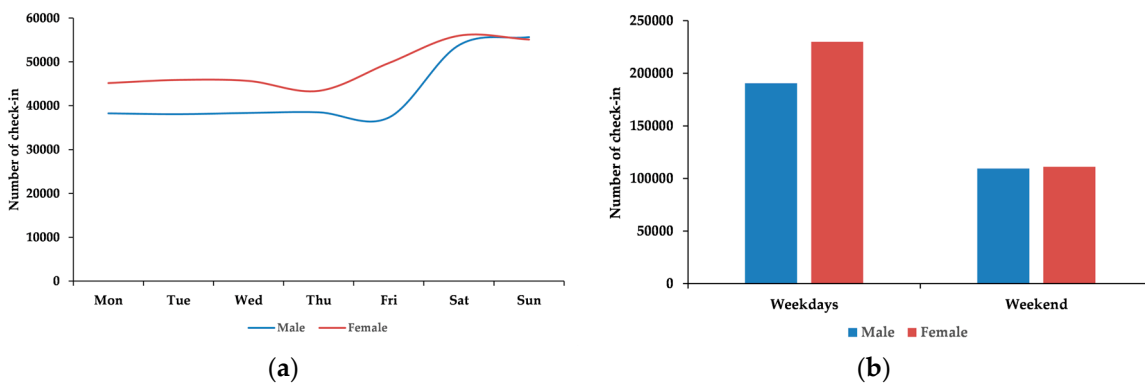 Number of check-in
60000
50000
40000
30000
20000
10000
0
Mon Tue Wed Thu Fri Sat Sun
Male Female
(a)
Number of check-in
250000
200000
150000
100000
50000
0
Weekdays Weekend
Male Female
(b)